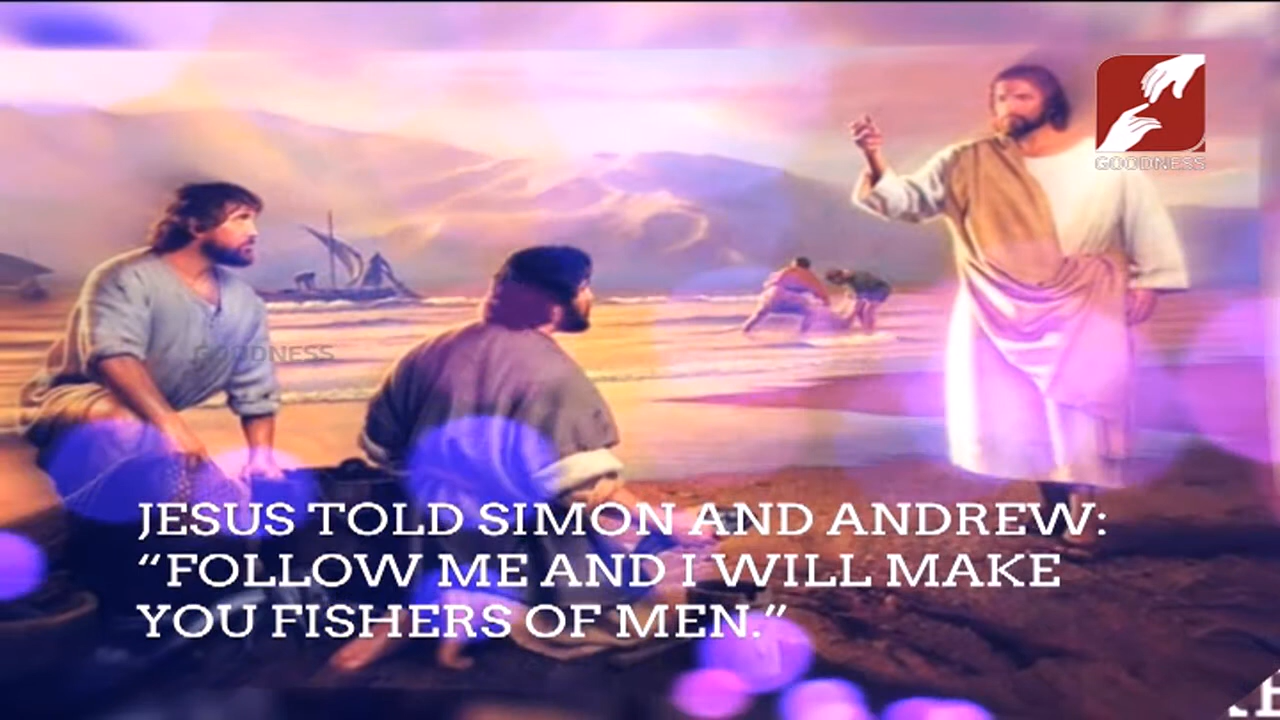 GOODNESS
GOODNESS
JESUS TOLD SIMON AND ANDREW:
“FOLLOW ME AND I WILL MAKE
YOU FISHERS OF MEN.”